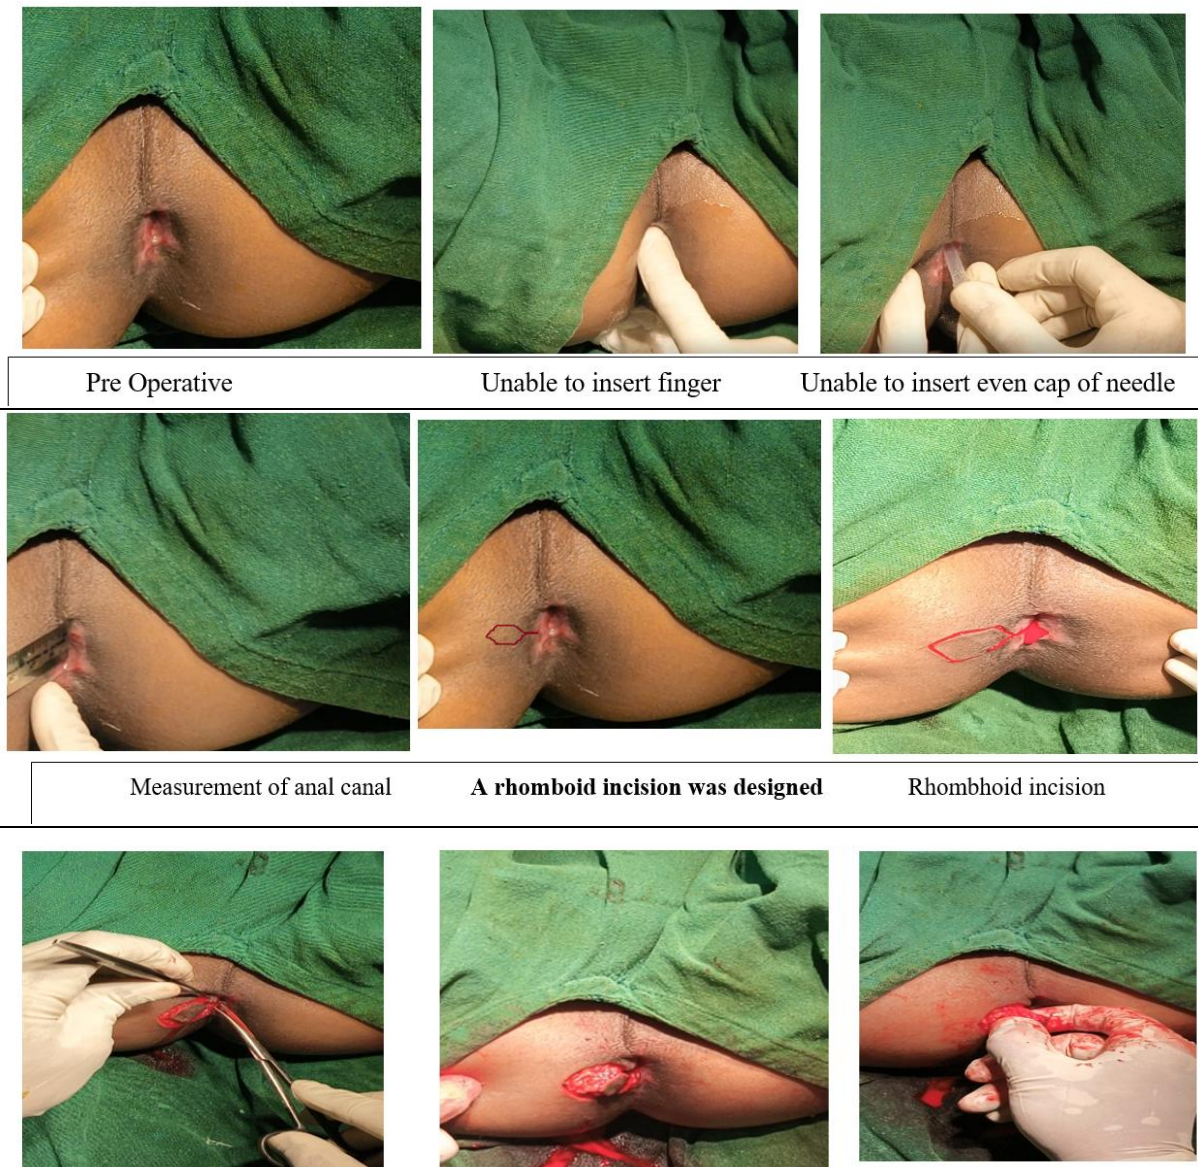 Pre Operative
Unable to insert finger
Unable to insert even cap of needle
Measurement of anal canal
A rhomboid incision was designed
Rhombhoid incision